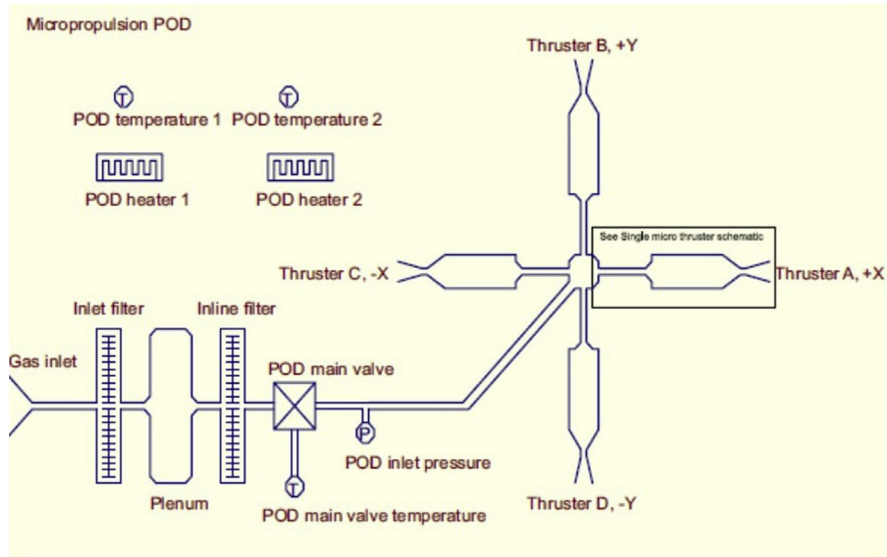 Micropropulsion POD
Thruster B, +Y
T
T
POD temperature 1
POD temperature 2
POD heater 1
POD heater 2
See Single micro thruster schematic
Thruster C, -X
Thruster A, +X
Inlet filter
Inline filter
Gas inlet
POD main valve
P
POD inlet pressure
T
Plenum
POD main valve temperature
Thruster D, -Y